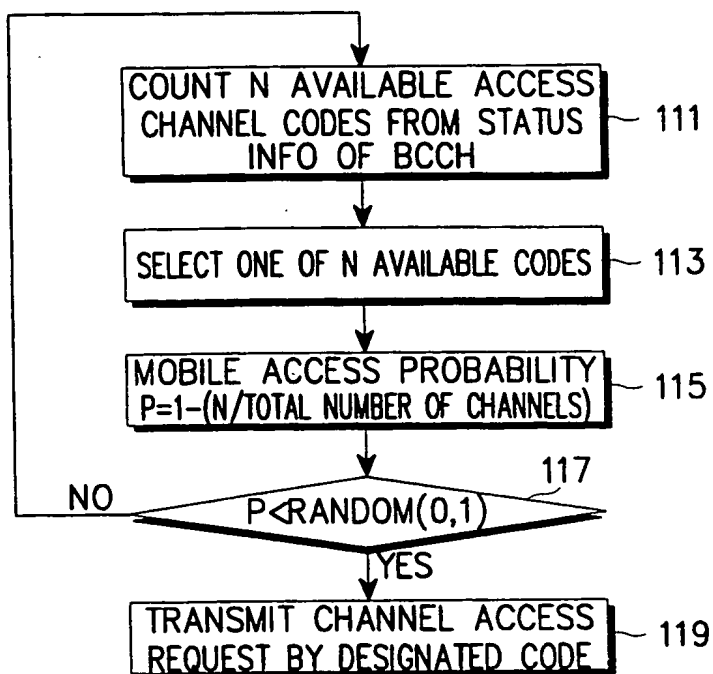 COUNT N AVAILABLE ACCESS
CHANNEL CODES FROM STATUS
INFO OF BCCH
111
SELECT ONE OF N AVAILABLE CODES
113
MOBILE ACCESS PROBABILITY
P=1-(N/TOTAL NUMBER OF CHANNELS)
115
117
NO
P<RANDOM(0,1)
YES
TRANSMIT CHANNEL ACCESS
REQUEST BY DESIGNATED CODE
119